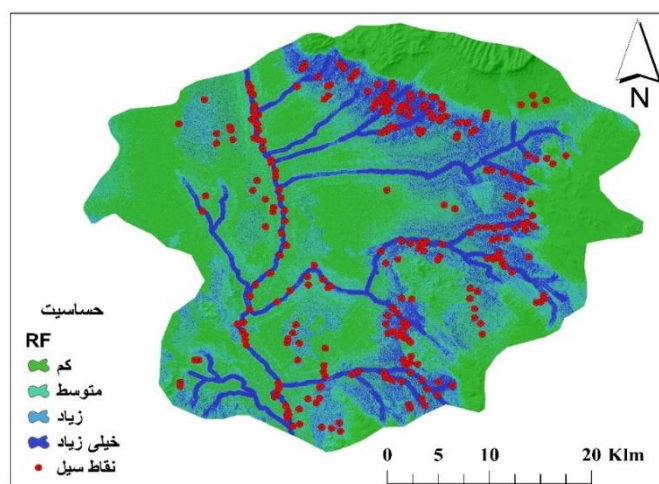 N
حساسیت
RF
کم
متوسط
زیاد
خیلی زیاد
نقاط سیل
0 5 10 20 Klm